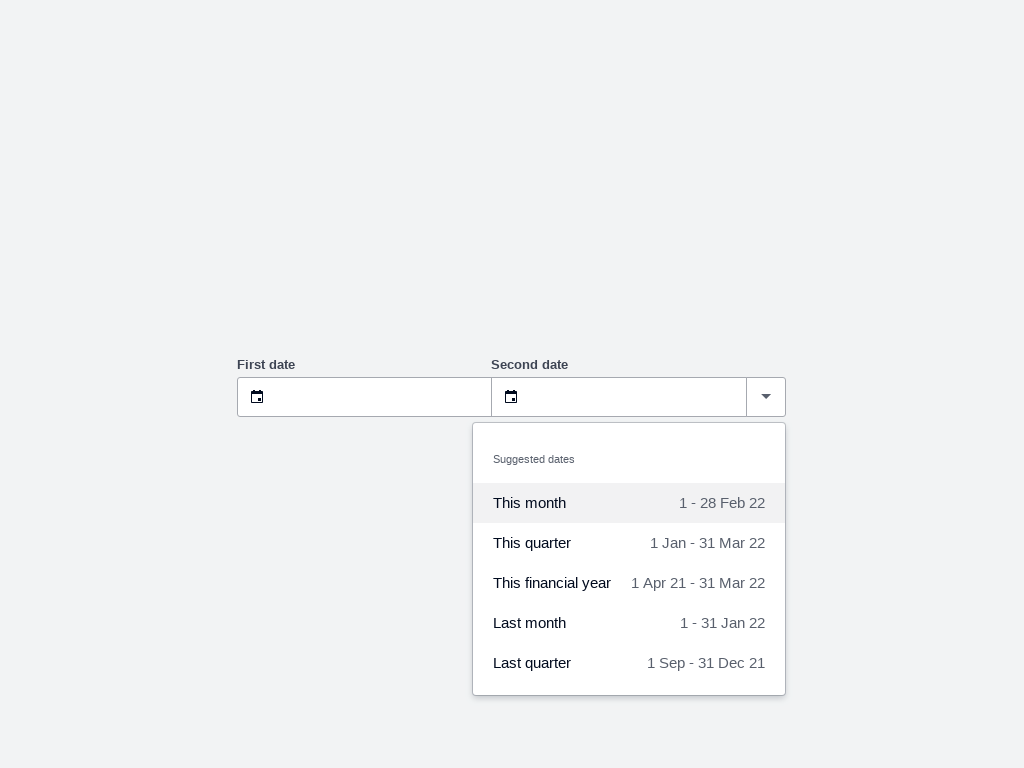 First date Second date
Suggested dates
This month 1 - 28 Feb 22
This quarter 1 Jan - 31 Mar 22
This financial year 1 Apr 21 - 31 Mar 22
Last month 1 - 31 Jan 22
Last quarter 1 Sep - 31 Dec 21